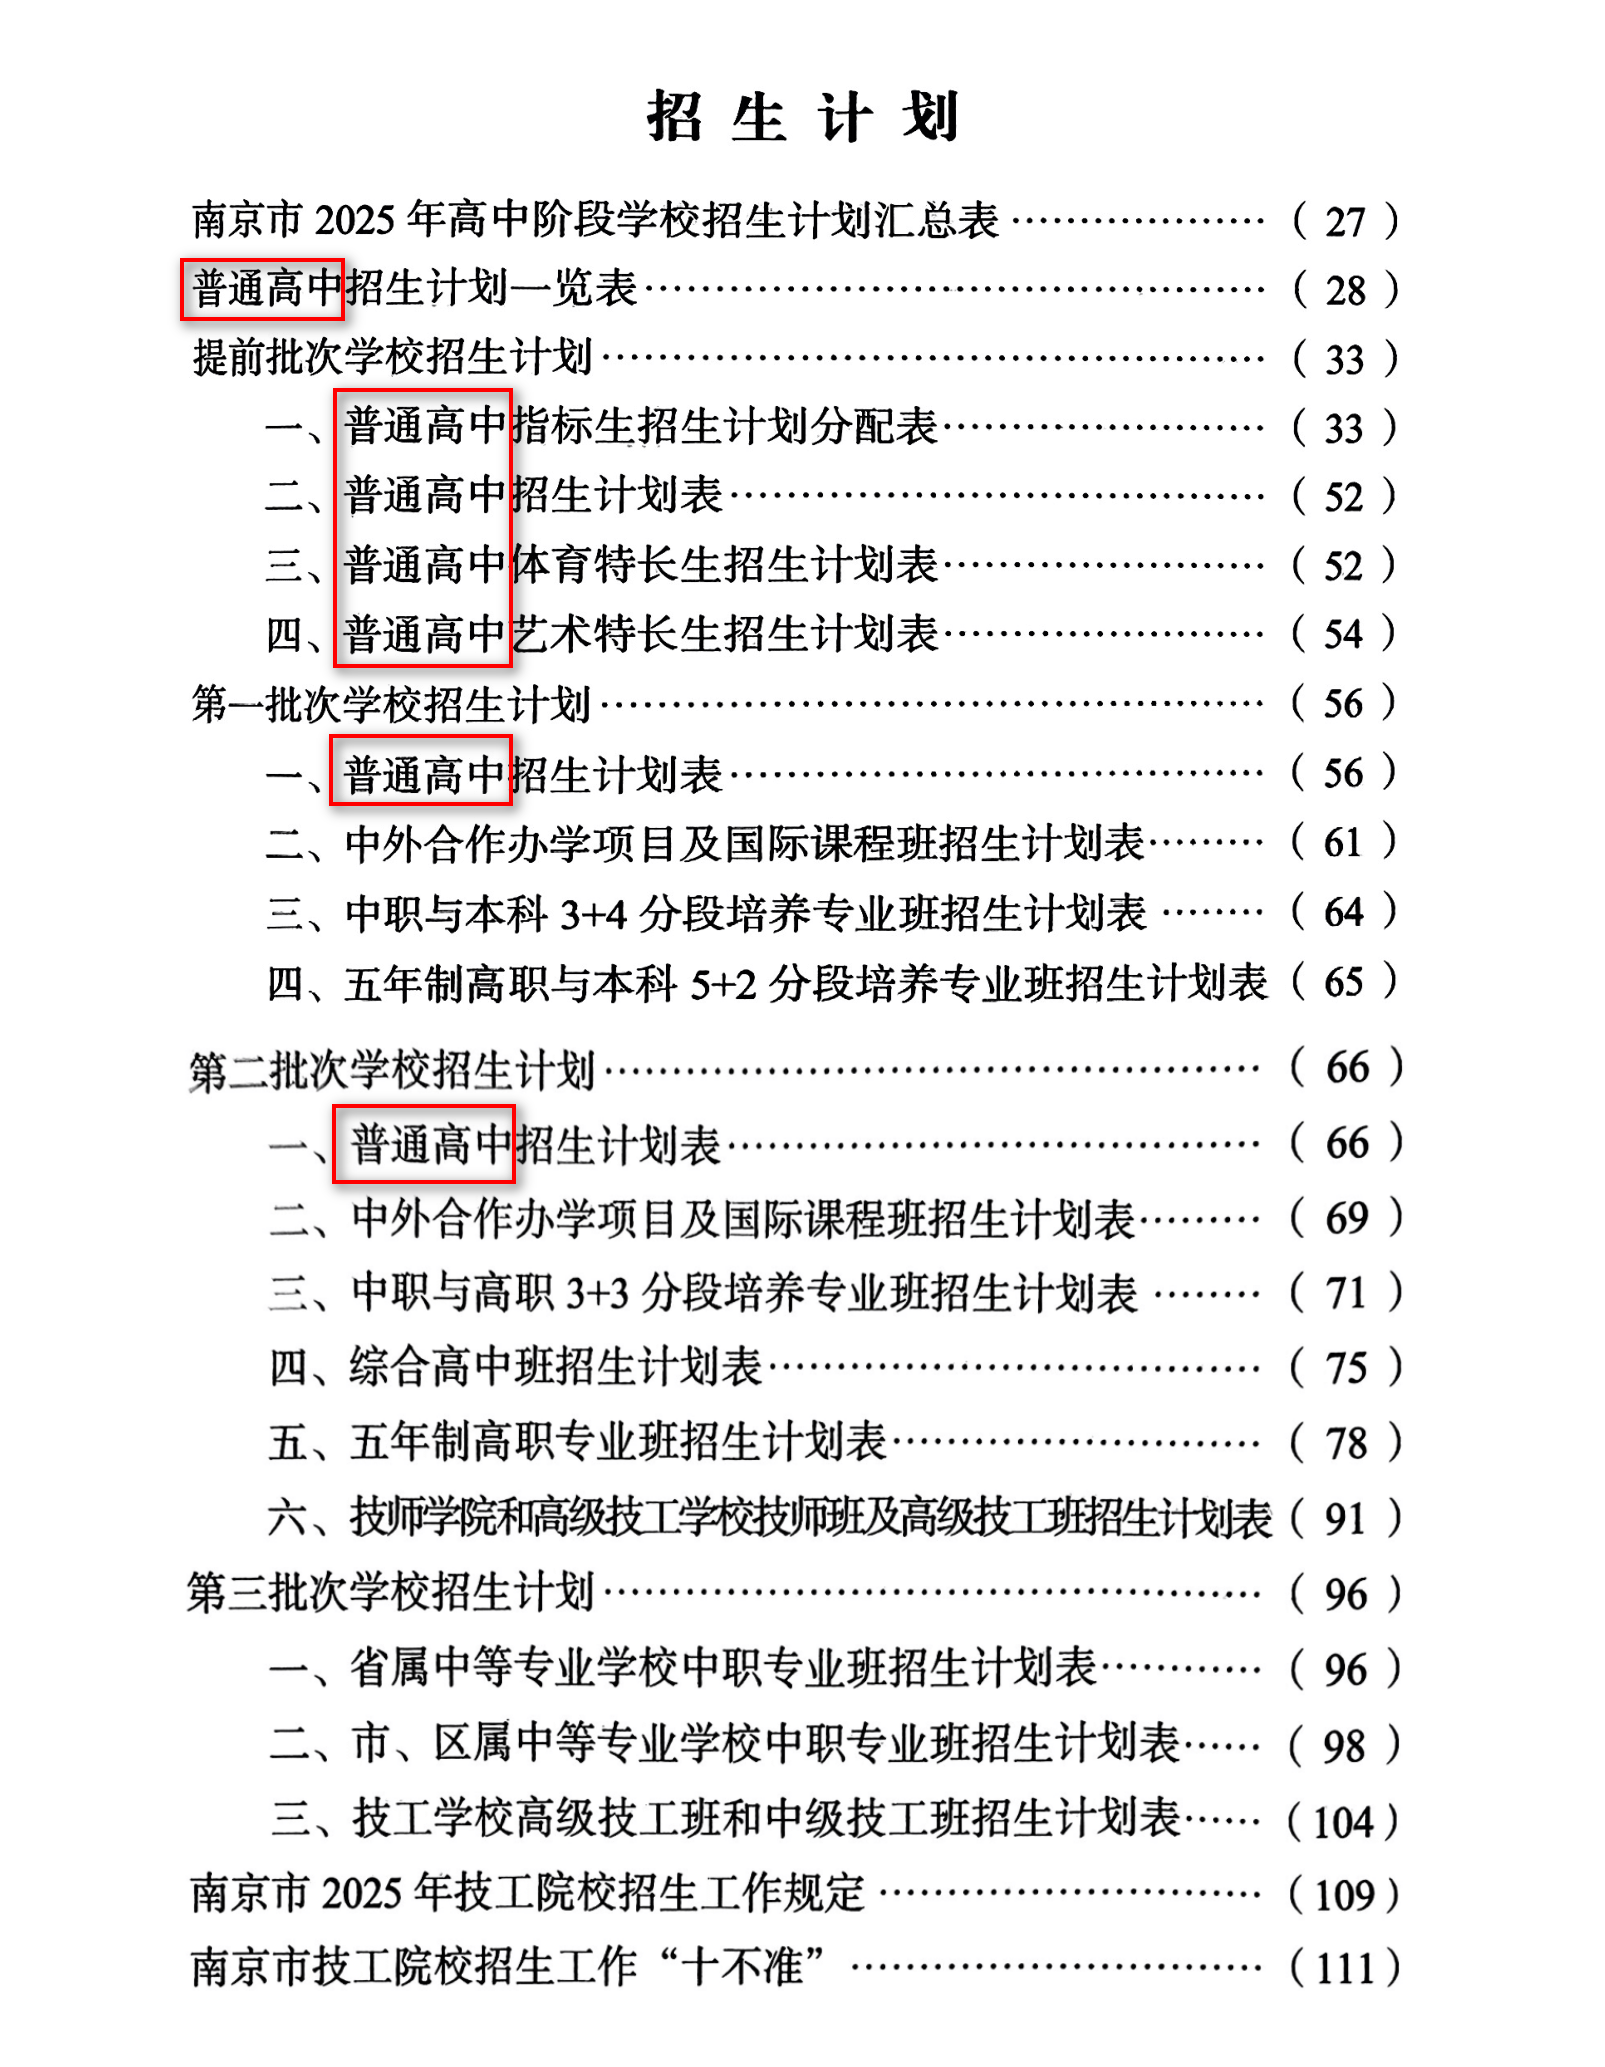 招生计划
南京市 2025 年高中阶段学校招生计划汇总表 ………………（ 27 ）
普通高中招生计划一览表 ………………………………………（ 28 ）
提前批次学校招生计划 …………………………………………（ 33 ）
一、普通高中指标生招生计划分配表 ……………………（ 33 ）
二、普通高中招生计划表 …………………………………（ 52 ）
三、普通高中体育特长生招生计划表 ……………………（ 52 ）
四、普通高中艺术特长生招生计划表 ……………………（ 54 ）
第一批次学校招生计划 …………………………………………（ 56 ）
一、普通高中招生计划表 …………………………………（ 56 ）
二、中外合作办学项目及国际课程班招生计划表 ………（ 61 ）
三、中职与本科 3+4 分段培养专业班招生计划表 ………（ 64 ）
四、五年制高职与本科 5+2 分段培养专业班招生计划表（ 65 ）
第二批次学校招生计划 …………………………………………（ 66 ）
一、普通高中招生计划表 …………………………………（ 66 ）
二、中外合作办学项目及国际课程班招生计划表 ………（ 69 ）
三、中职与高职 3+3 分段培养专业班招生计划表 ………（ 71 ）
四、综合高中班招生计划表 ………………………………（ 75 ）
五、五年制高职专业班招生计划表 ………………………（ 78 ）
六、技师学院和高级技工学校技师班及高级技工班招生计划表（ 91 ）
第三批次学校招生计划 …………………………………………（ 96 ）
一、省属中等专业学校中职专业班招生计划表 …………（ 96 ）
二、市、区属中等专业学校中职专业班招生计划表 ……（ 98 ）
三、技工学校高级技工班和中级技工班招生计划表 ……（104）
南京市 2025 年技工院校招生工作规定 ………………………（109）
南京市技工院校招生工作“十不准” …………………………（111）